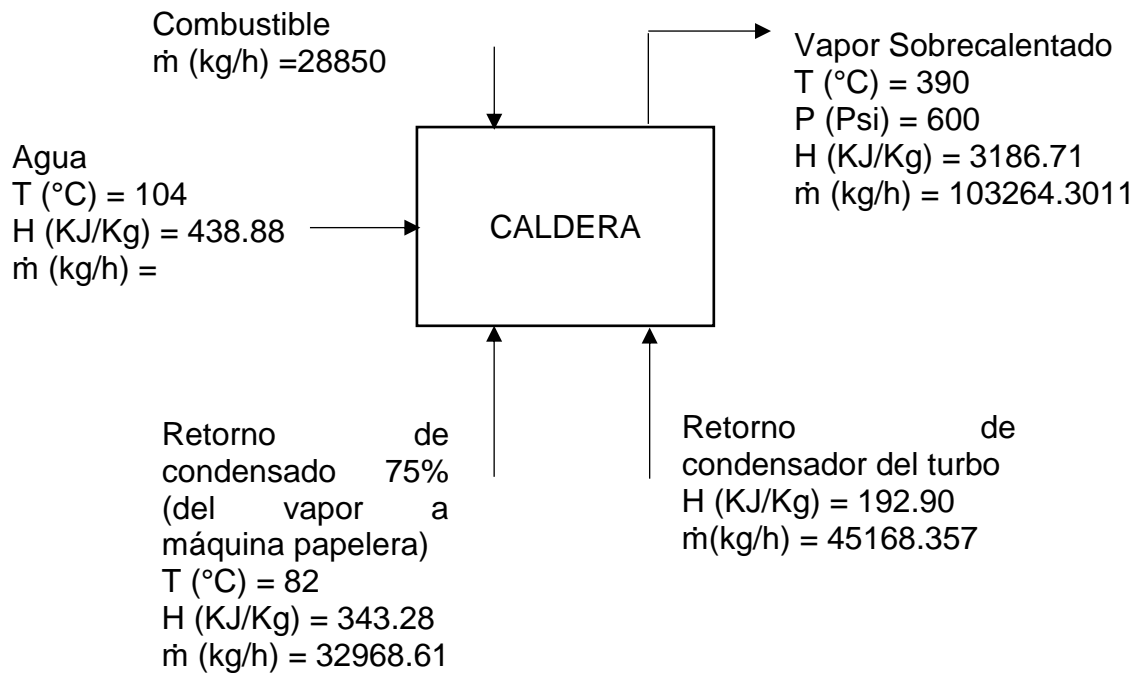 Combustible
ṁ (kg/h) =28850
Vapor Sobrecalentado
T (°C) = 390
P (Psi) = 600
H (KJ/Kg) = 3186.71
ṁ (kg/h) = 103264.3011
Agua
T (°C) = 104
H (KJ/Kg) = 438.88
ṁ (kg/h) =
CALDERA
Retorno de
condensado 75%
(del vapor a
máquina papelera)
T (°C) = 82
H (KJ/Kg) = 343.28
ṁ (kg/h) = 32968.61
Retorno de
condensador del turbo
H (KJ/Kg) = 192.90
ṁ(kg/h) = 45168.357